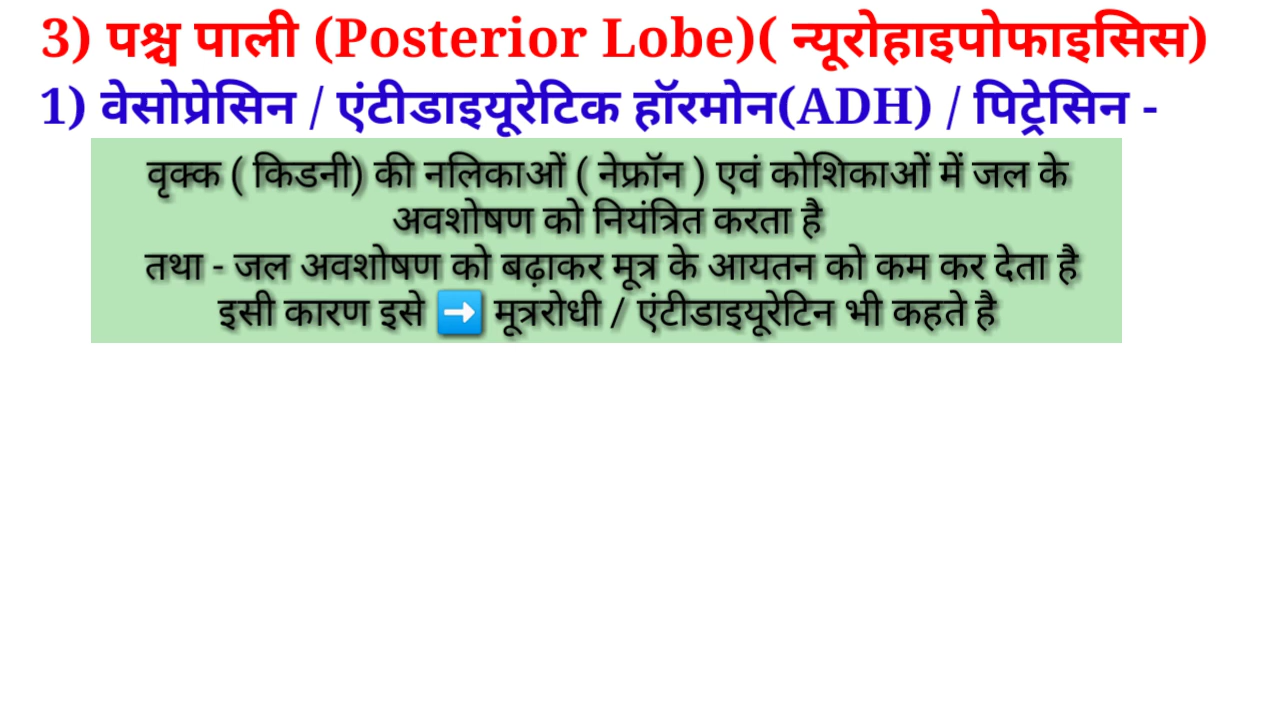 3) पश्च पाली (Posterior Lobe)( न्यूरोहाइपोफाइसिस)
1) वेसोप्रेसिन / एंटीडाइयूरेटिक हॉरमोन(ADH) / पिट्रेसिन -
वृक्क ( किडनी) की नलिकाओं ( नेफ्रॉन ) एवं कोशिकाओं में जल के
अवशोषण को नियंत्रित करता है
तथा - जल अवशोषण को बढ़ाकर मूत्र के आयतन को कम कर देता है
इसी कारण इसे ➡️ मूत्ररोधी / एंटीडाइयूरेटिन भी कहते है